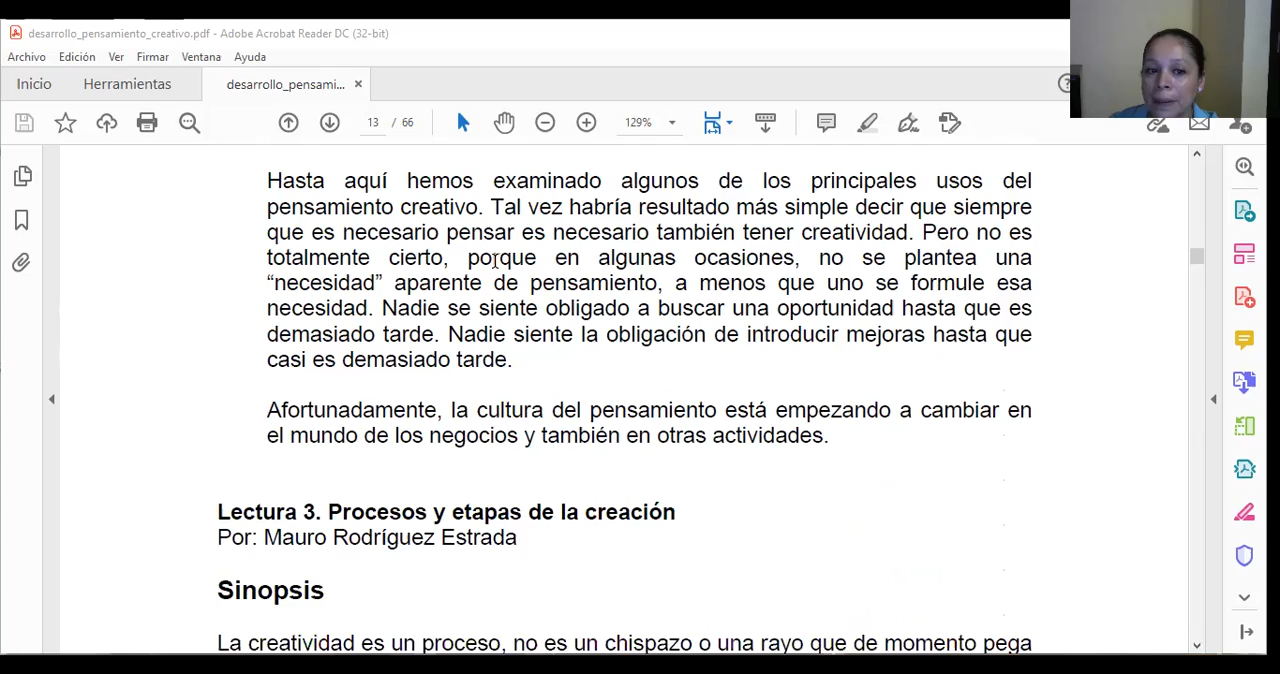 desarrollo_pensamiento_creativo.pdf - Adobe Acrobat Reader DC (32-bit)
Archivo Edición Ver Firmar Ventana Ayuda
Inicio Herramientas desarrollo_pensami... ×
13 / 66 129%
Hasta aquí hemos examinado algunos de los principales usos del
pensamiento creativo. Tal vez habría resultado más simple decir que siempre
que es necesario pensar es necesario también tener creatividad. Pero no es
totalmente cierto, porque en algunas ocasiones, no se plantea una
“necesidad” aparente de pensamiento, a menos que uno se formule esa
necesidad. Nadie se siente obligado a buscar una oportunidad hasta que es
demasiado tarde. Nadie siente la obligación de introducir mejoras hasta que
casi es demasiado tarde.
Afortunadamente, la cultura del pensamiento está empezando a cambiar en
el mundo de los negocios y también en otras actividades.
Lectura 3. Procesos y etapas de la creación
Por: Mauro Rodríguez Estrada
Sinopsis
La creatividad es un proceso, no es un chispazo o una rayo que de momento pega